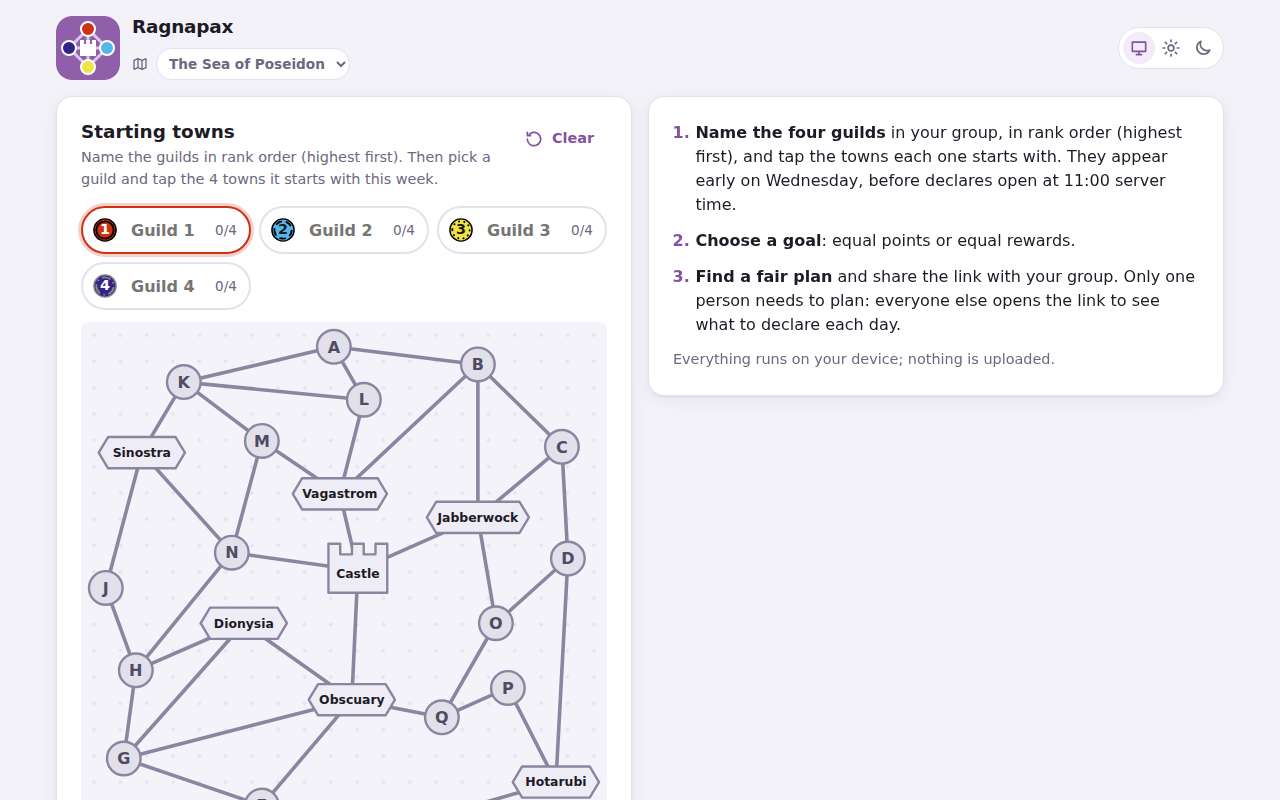 Ragnapax
The Sea of Poseidon
Starting towns
Clear
Name the guilds in rank order (highest first). Then pick a
guild and tap the 4 towns it starts with this week.
1 Guild 1 0/4
2 Guild 2 0/4
3 Guild 3 0/4
4 Guild 4 0/4
A
B
K
L
C
M
Sinostra
Vagastrom
Jabberwock
N
D
Castle
J
Dionysia
O
H
P
Obscuary
Q
G
Hotarubi
1. Name the four guilds in your group, in rank order (highest
first), and tap the towns each one starts with. They appear
early on Wednesday, before declares open at 11:00 server
time.
2. Choose a goal: equal points or equal rewards.
3. Find a fair plan and share the link with your group. Only one
person needs to plan: everyone else opens the link to see
what to declare each day.
Everything runs on your device; nothing is uploaded.